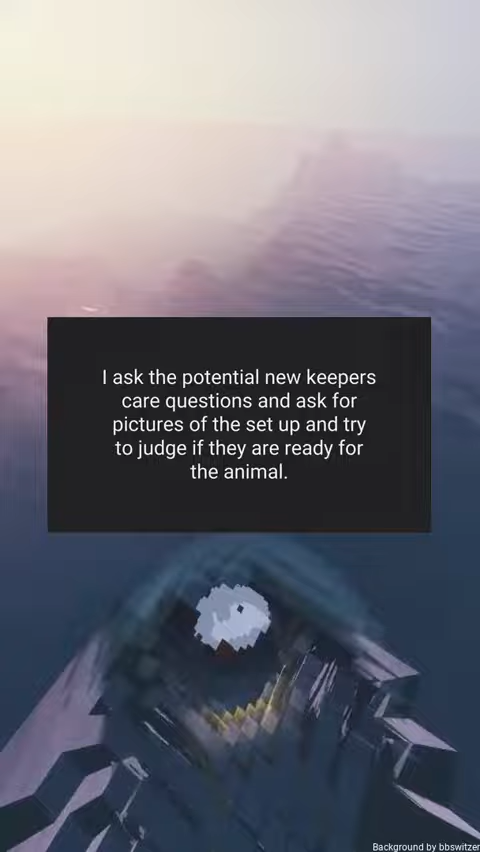 I ask the potential new keepers
care questions and ask for
pictures of the set up and try
to judge if they are ready for
the animal.
Background by bbswitzer